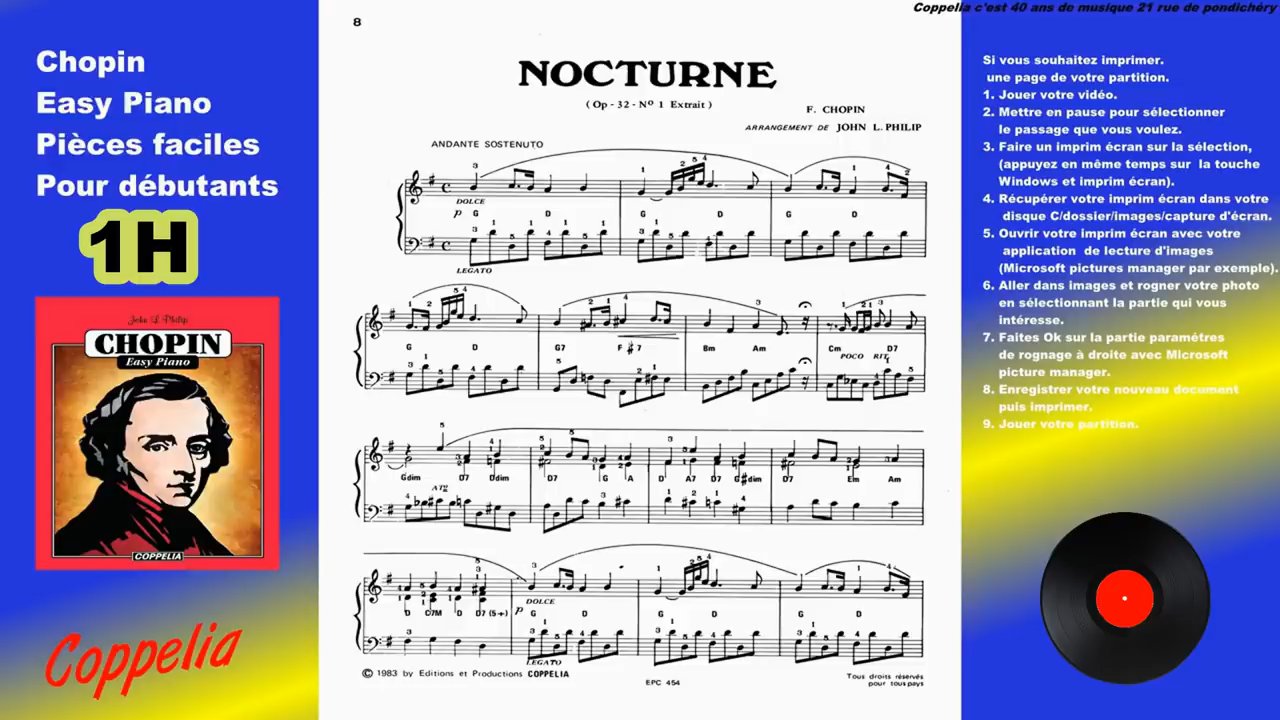 Coppelia c'est 40 ans de musique 21 rue de pondichéry
Chopin
Easy Piano
Pièces faciles
Pour débutants
1H
John L Philip
CHOPIN
Easy Piano
COPPELIA
Coppelia
8
NOCTURNE
( Op - 32 - Nº 1 Extrait )
F. CHOPIN
ARRANGEMENT DE JOHN L. PHILIP
ANDANTE SOSTENUTO
DOLCE
p G D G D G D
LEGATO
G D G7 F#7 Bm Am Cm D7
POCO RIT.
Gdim D7 Ddim D7 G A D A7 D7 G#dim D7 Em Am
D C7M D D7 (5+) p G D G D G D
DOLCE
LEGATO
© 1983 by Editions et Productions COPPELIA
EPC 454
Tous droits réservés
pour tous pays
Si vous souhaitez imprimer.
une page de votre partition.
1. Jouer votre vidéo.
2. Mettre en pause pour sélectionner
le passage que vous voulez.
3. Faire un imprim écran sur la sélection,
(appuyez en même temps sur la touche
Windows et imprim écran).
4. Récupérer votre imprim écran dans votre
disque C/dossier/images/capture d'écran.
5. Ouvrir votre imprim écran avec votre
application de lecture d'images
(Microsoft pictures manager par exemple).
6. Aller dans images et rogner votre photo
en sélectionnant la partie qui vous
intéresse.
7. Faites Ok sur la partie paramétres
de rognage à droite avec Microsoft
picture manager.
8. Enregistrer votre nouveau document
puis imprimer.
9. Jouer votre partition.